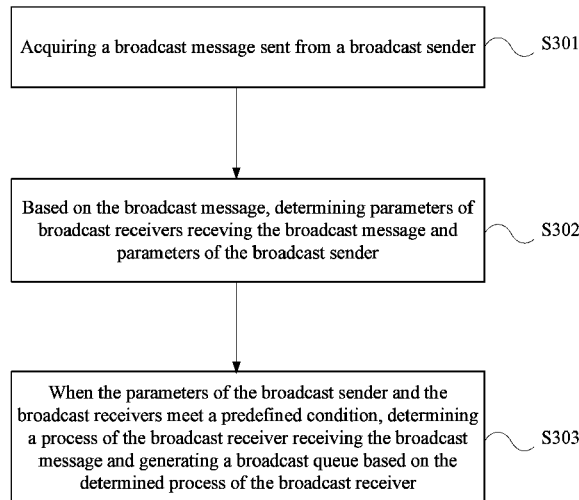 Acquiring a broadcast message sent from a broadcast sender
S301
Based on the broadcast message, determining parameters of
broadcast receivers receving the broadcast message and
parameters of the broadcast sender
S302
When the parameters of the broadcast sender and the
broadcast receivers meet a predefined condition, determining
a process of the broadcast receiver receiving the broadcast
message and generating a broadcast queue based on the
determined process of the broadcast receiver
S303